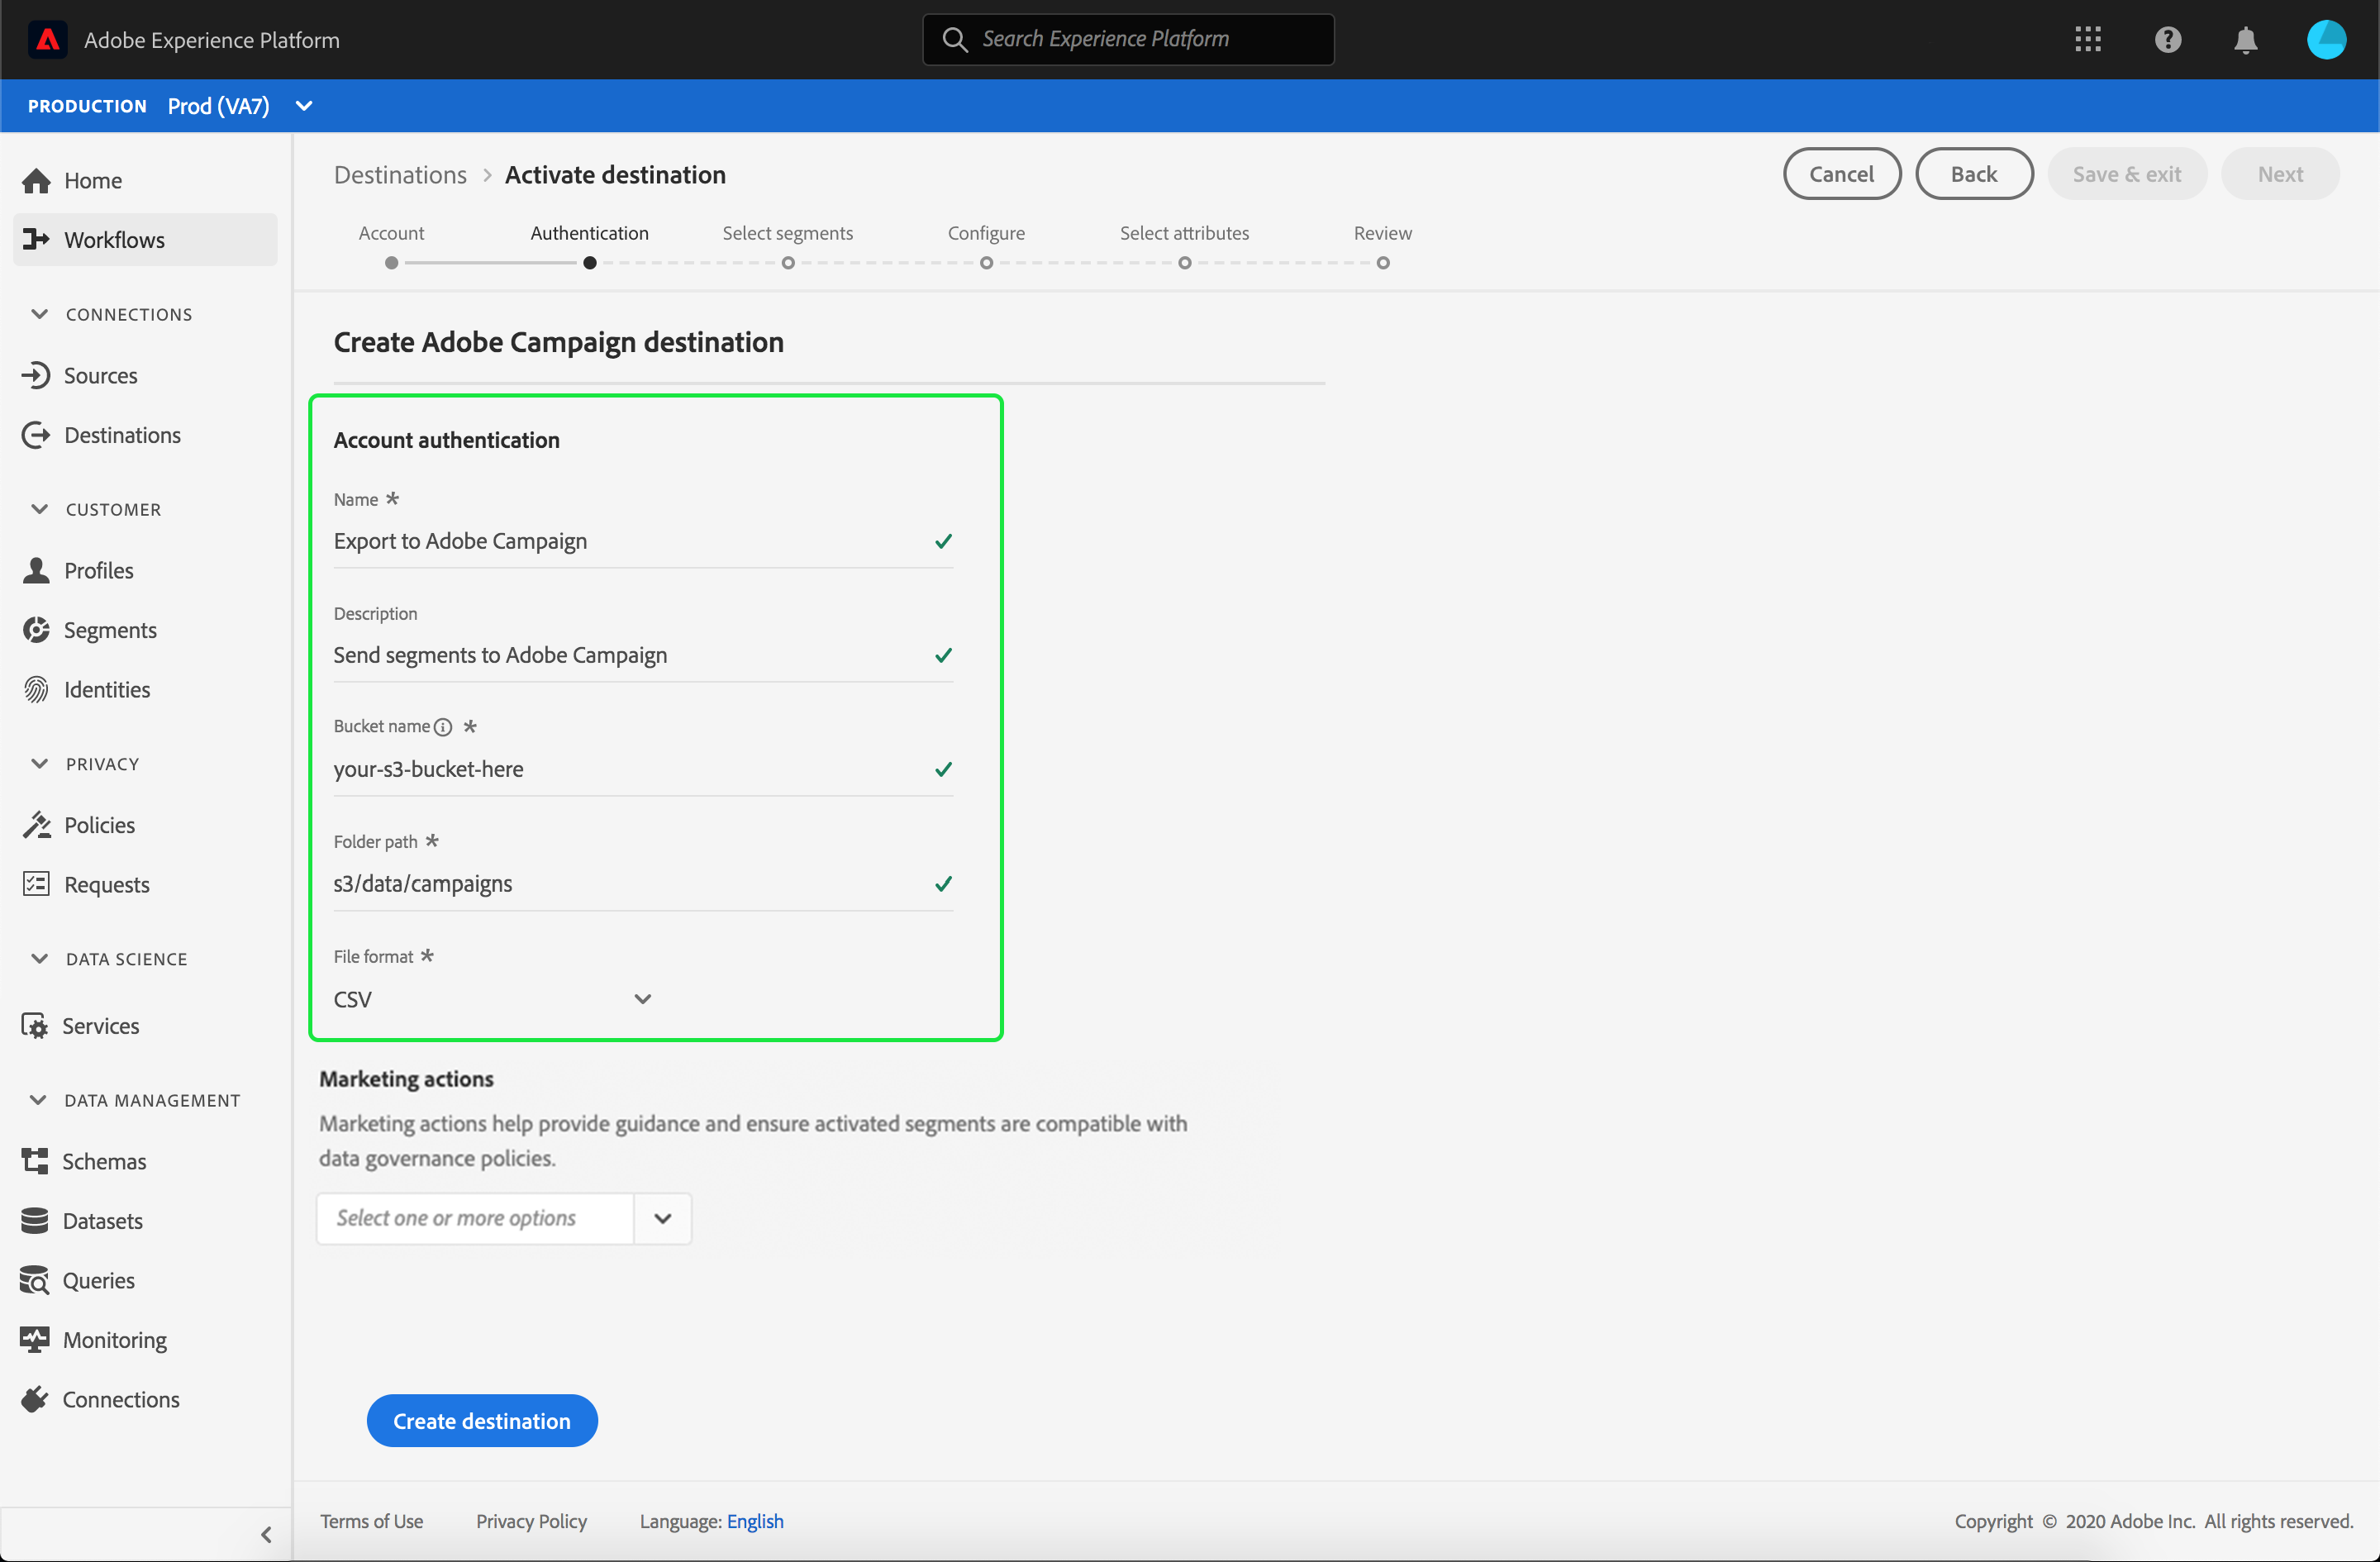 Adobe Experience Platform
Search Experience Platform
PRODUCTION Prod (VA7)
Home
Workflows
CONNECTIONS
Sources
Destinations
CUSTOMER
Profiles
Segments
Identities
PRIVACY
Policies
Requests
DATA SCIENCE
Services
DATA MANAGEMENT
Schemas
Datasets
Queries
Monitoring
Connections
Destinations > Activate destination
Cancel Back Save & exit Next
Account Authentication Select segments Configure Select attributes Review
Create Adobe Campaign destination
Account authentication
Name *
Export to Adobe Campaign
Description
Send segments to Adobe Campaign
Bucket name *
your-s3-bucket-here
Folder path *
s3/data/campaigns
File format *
CSV
Marketing actions
Marketing actions help provide guidance and ensure activated segments are compatible with
data governance policies.
Select one or more options
Create destination
Terms of Use Privacy Policy Language: English Copyright © 2020 Adobe Inc. All rights reserved.